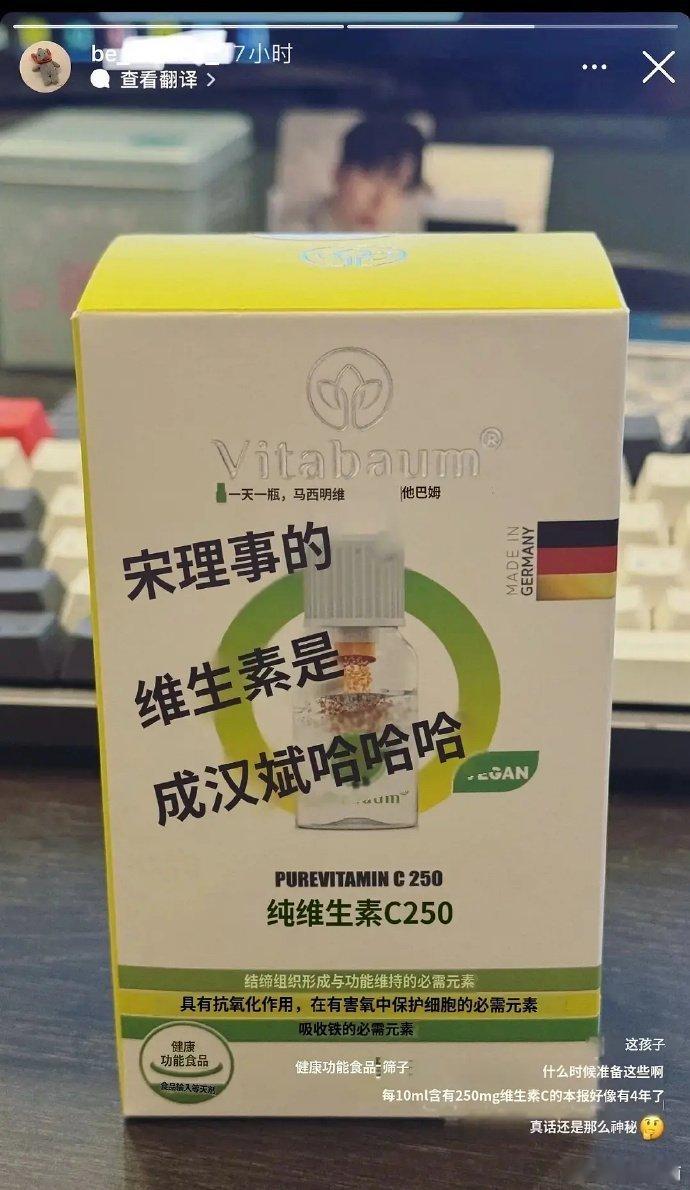 be_
7小时
查看翻译
Vitabaum®
一天一瓶，马西明维
他巴姆
MADE IN
GERMANY
宋理事的
维生素是
成汉斌哈哈哈
VEGAN
PUREVITAMIN C 250
纯维生素C250
结缔组织形成与功能维持的必需元素
具有抗氧化作用，在有害氧中保护细胞的必需元素
吸收铁的必需元素
健康
功能食品
健康功能食品 筛子
这孩子
什么时候准备这些啊
每10ml含有250mg维生素C的本报好像有4年了
真话还是那么神秘🤔